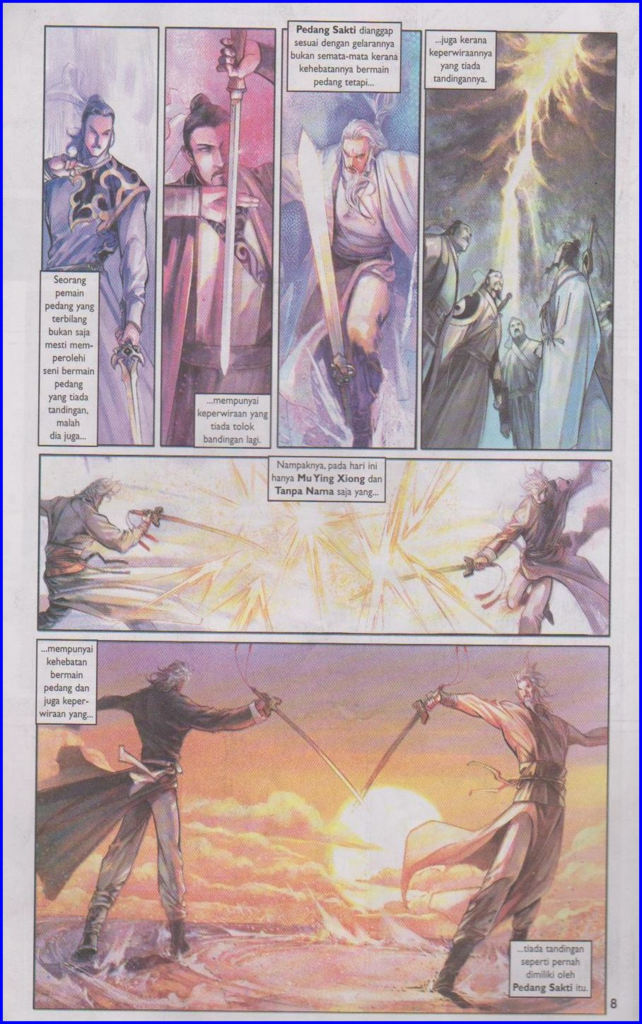 Seorang
pemain
pedang yang
terbilang
bukan saja
mesti mem-
perolehi
seni bermain
pedang
yang tiada
tandingan,
malah
dia juga...
...mempunyai
keperwiraan yang
tiada tolok
bandingan lagi.
Pedang Sakti dianggap
sesuai dengan gelarannya
bukan semata-mata kerana
kehebatannya bermain
pedang tetapi...
...juga kerana
keperwiraannya
yang tiada
tandingannya.
Nampaknya, pada hari ini
hanya Mu Ying Xiong dan
Tanpa Nama saja yang...
...mempunyai
kehebatan
bermain
pedang dan
juga keper-
wiraan yang...
...tiada tandingan
seperti pernah
dimiliki oleh
Pedang Sakti itu.
8